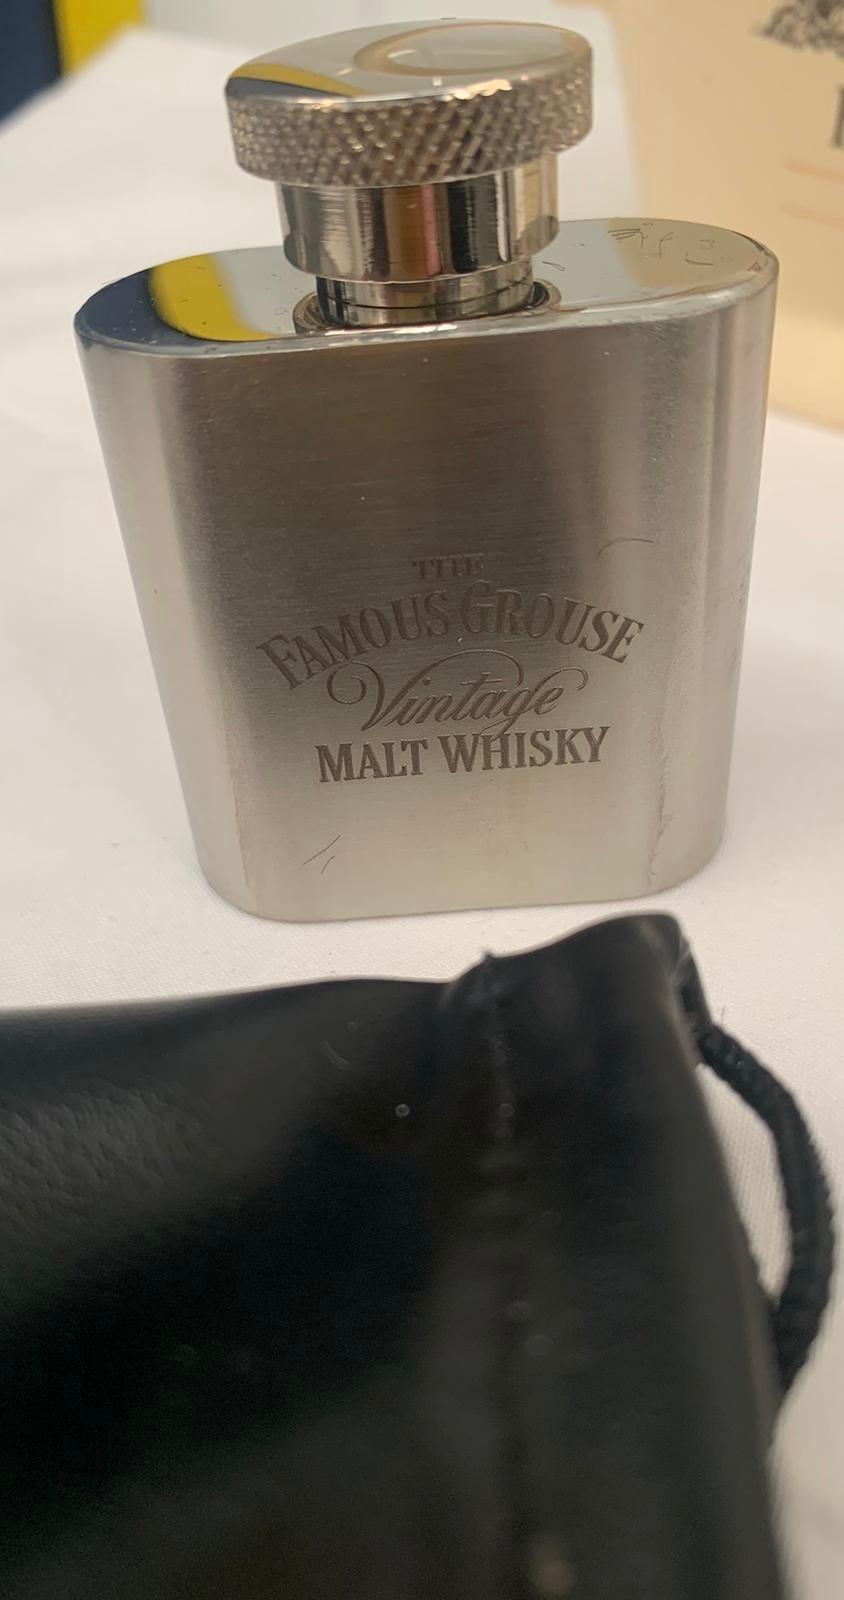 THE
FAMOUS GROUSE
Vintage
MALT WHISKY